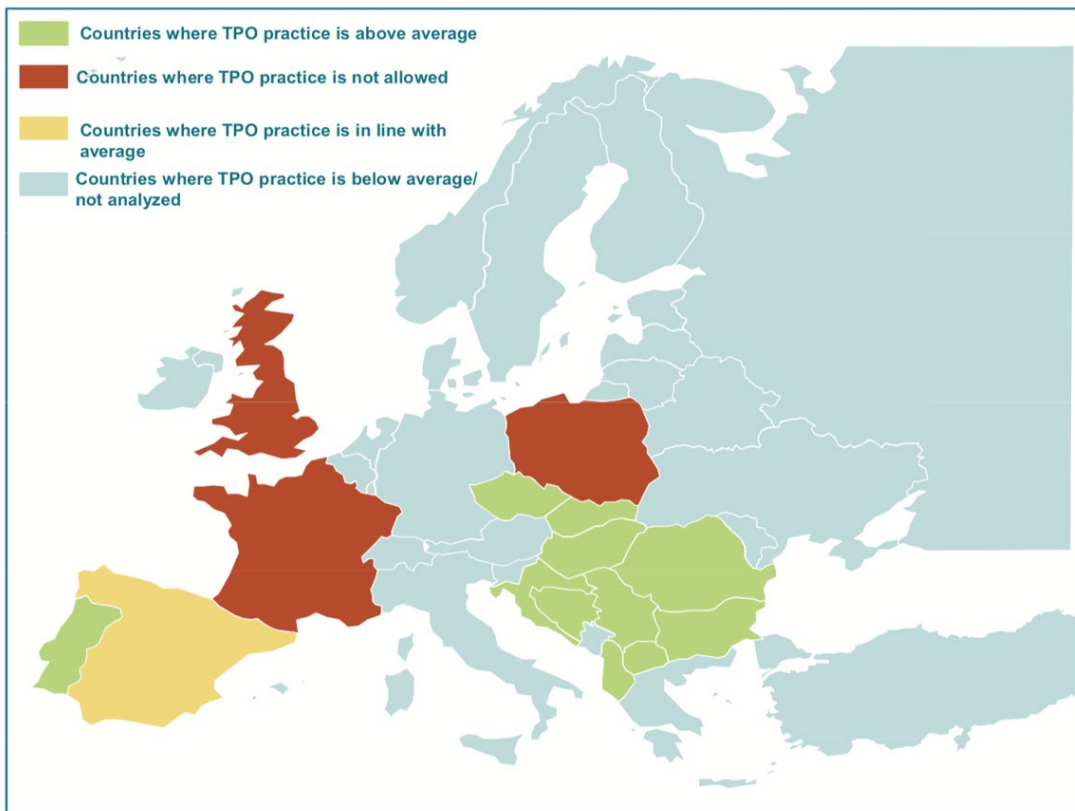 Countries where TPO practice is above average
Countries where TPO practice is not allowed
Countries where TPO practice is in line with
average
Countries where TPO practice is below average/
not analyzed